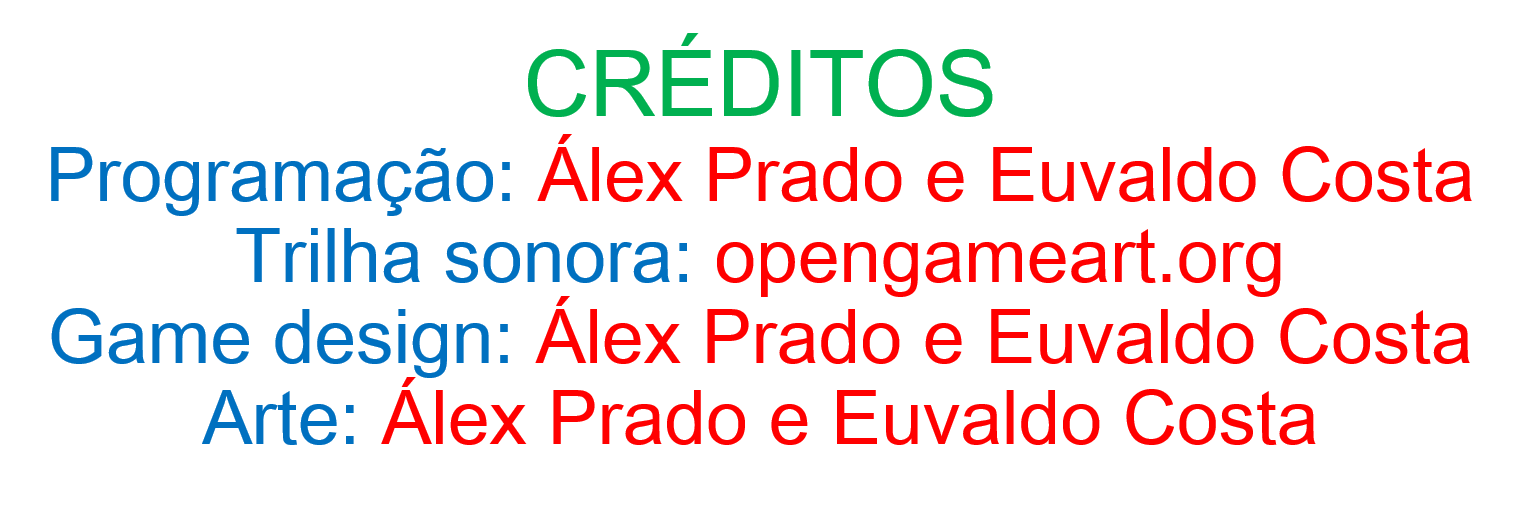 CRÉDITOS
Programação: Álex Prado e Euvaldo Costa
Trilha sonora: opengameart.org
Game design: Álex Prado e Euvaldo Costa
Arte: Álex Prado e Euvaldo Costa